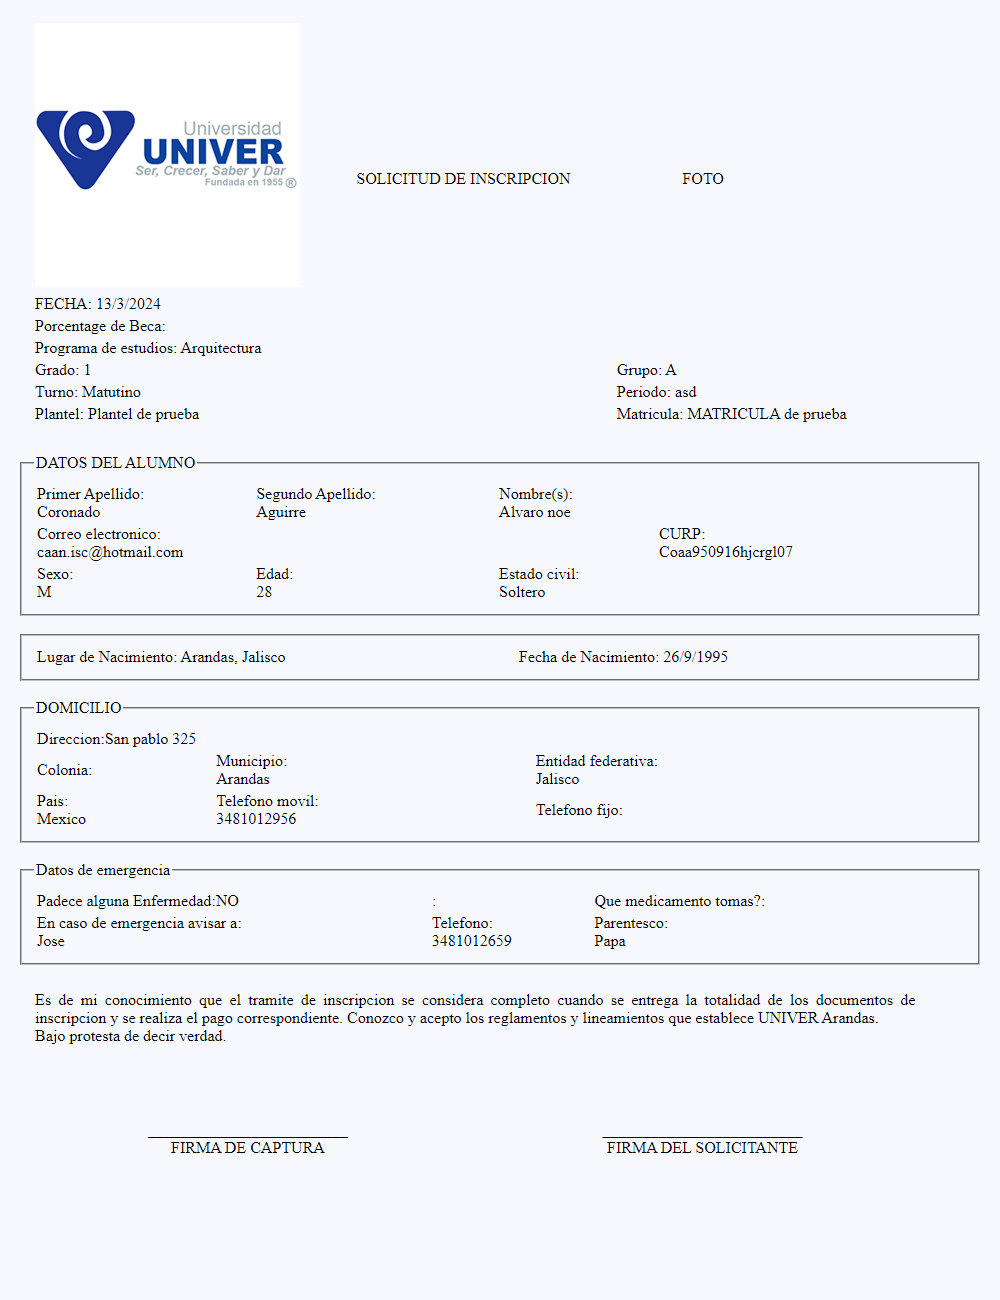 Universidad
UNIVER
Ser, Crecer, Saber y Dar
Fundada en 1955 ®
SOLICITUD DE INSCRIPCION FOTO
FECHA: 13/3/2024
Porcentage de Beca:
Programa de estudios: Arquitectura
Grado: 1 Grupo: A
Turno: Matutino Periodo: asd
Plantel: Plantel de prueba Matricula: MATRICULA de prueba
DATOS DEL ALUMNO
Primer Apellido: Segundo Apellido: Nombre(s):
Coronado Aguirre Alvaro noe
Correo electronico: CURP:
caan.isc@hotmail.com Coaa950916hjcrgl07
Sexo: Edad: Estado civil:
M 28 Soltero
Lugar de Nacimiento: Arandas, Jalisco Fecha de Nacimiento: 26/9/1995
DOMICILIO
Direccion:San pablo 325
Colonia: Municipio: Entidad federativa:
Arandas Jalisco
Pais: Telefono movil: Telefono fijo:
Mexico 3481012956
Datos de emergencia
Padece alguna Enfermedad:NO : Que medicamento tomas?:
En caso de emergencia avisar a: Telefono: Parentesco:
Jose 3481012659 Papa
Es de mi conocimiento que el tramite de inscripcion se considera completo cuando se entrega la totalidad de los documentos de
inscripcion y se realiza el pago correspondiente. Conozco y acepto los reglamentos y lineamientos que establece UNIVER Arandas.
Bajo protesta de decir verdad.
FIRMA DE CAPTURA FIRMA DEL SOLICITANTE